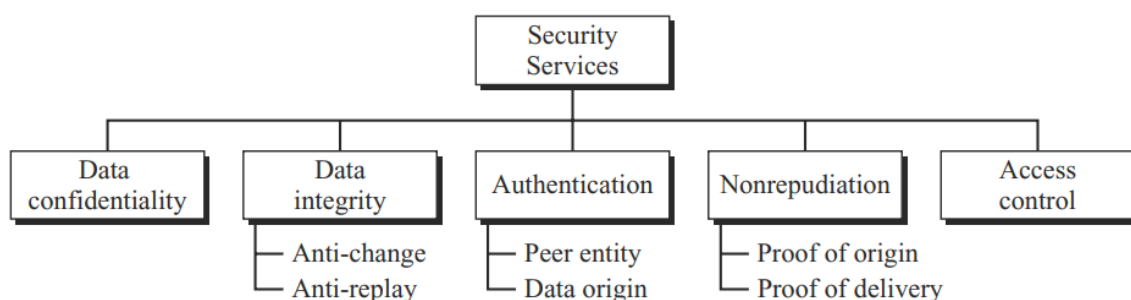 Security
Services
Data
confidentiality
Data
integrity
Authentication
Nonrepudiation
Access
control
Anti-change
Anti-replay
Peer entity
Data origin
Proof of origin
Proof of delivery